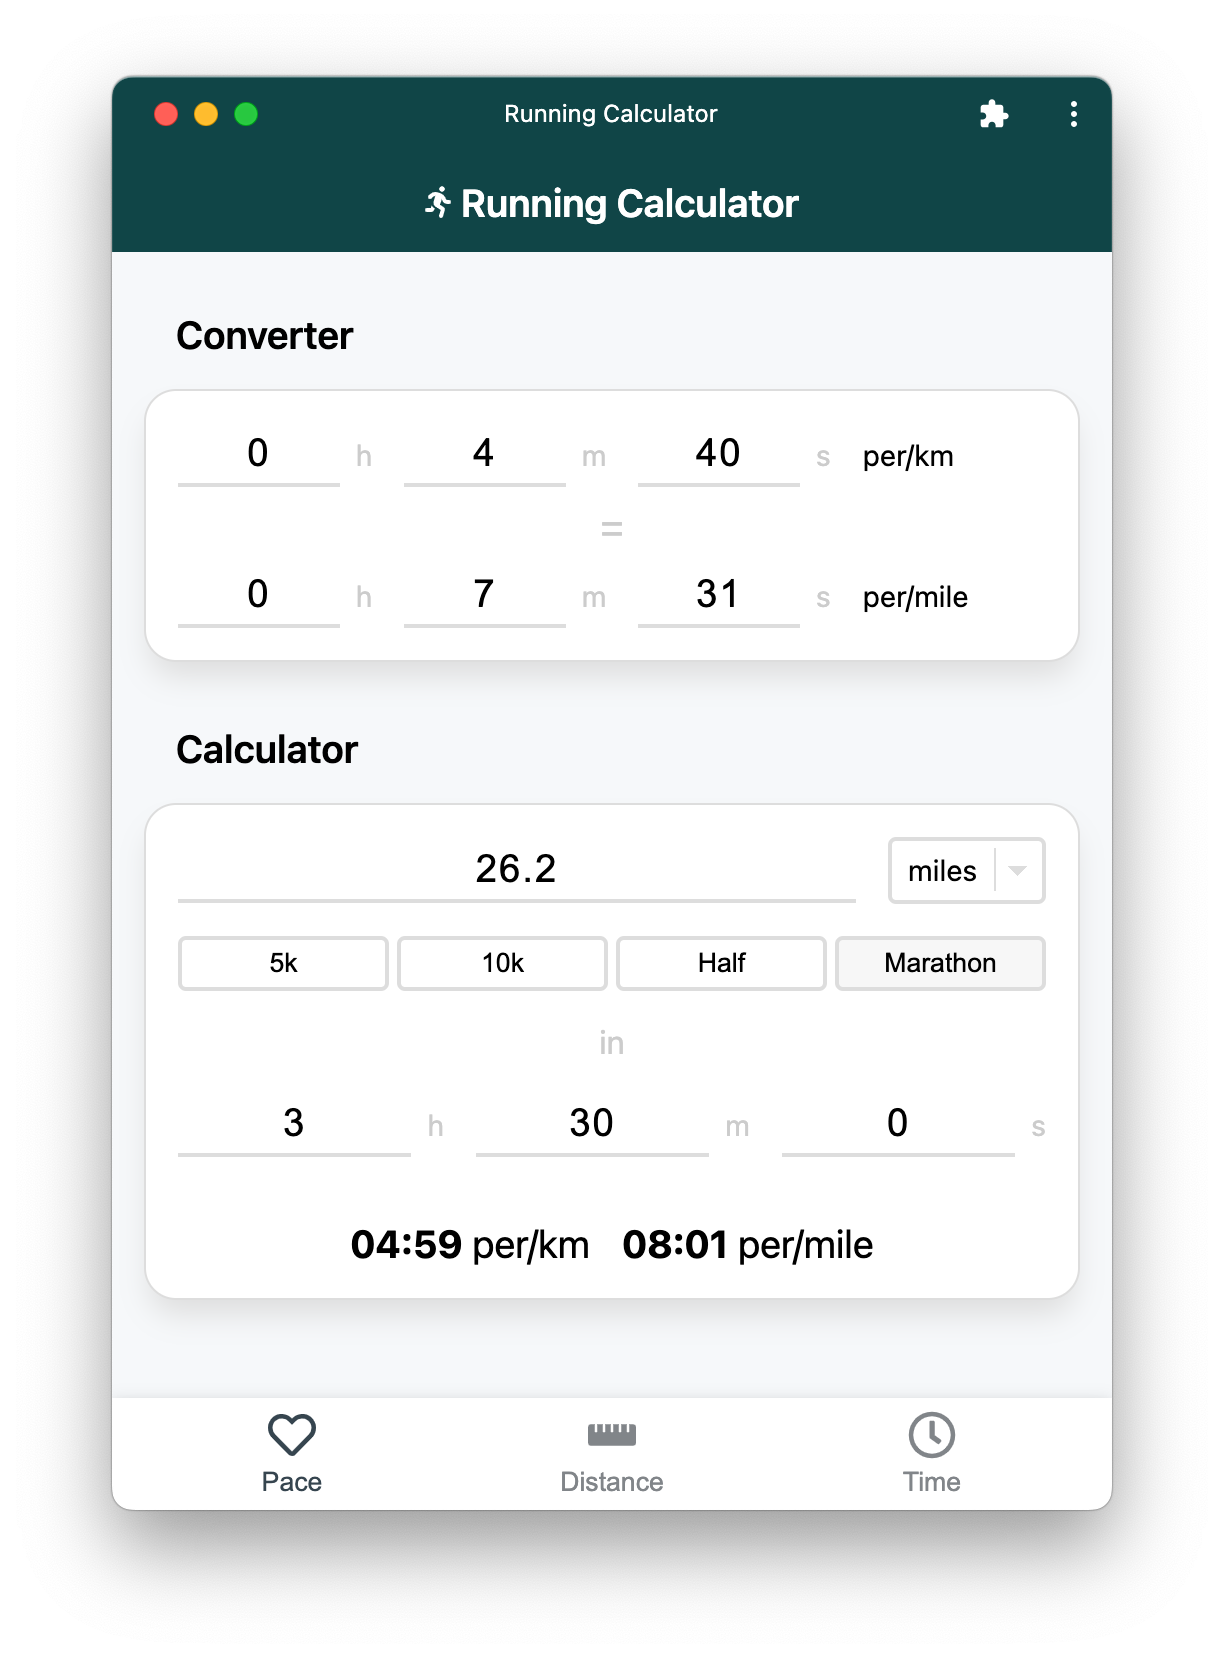 Running Calculator
Running Calculator
Converter
0 h 4 m 40 s per/km
=
0 h 7 m 31 s per/mile
Calculator
26.2 miles
5k 10k Half Marathon
in
3 h 30 m 0 s
04:59 per/km 08:01 per/mile
Pace Distance Time